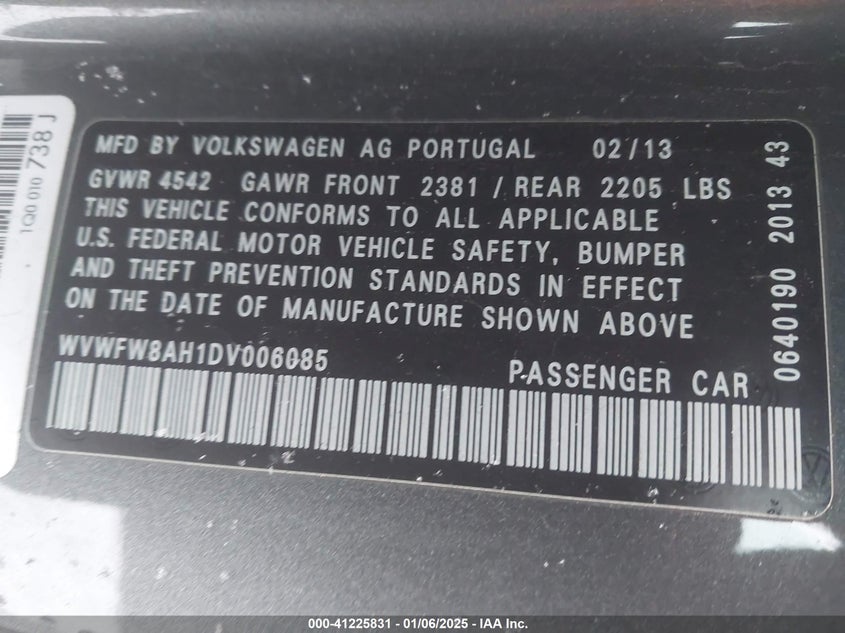 MFD BY VOLKSWAGEN AG PORTUGAL 02/13
GVWR 4542 GAWR FRONT 2381 / REAR 2205 LBS
THIS VEHICLE CONFORMS TO ALL APPLICABLE
U.S. FEDERAL MOTOR VEHICLE SAFETY, BUMPER
AND THEFT PREVENTION STANDARDS IN EFFECT
ON THE DATE OF MANUFACTURE SHOWN ABOVE
WVWFW8AH1DV006085 PASSENGER CAR
0640190 2013 43
1Q0 010 738 J
000-41225831 - 01/06/2025 - IAA Inc.